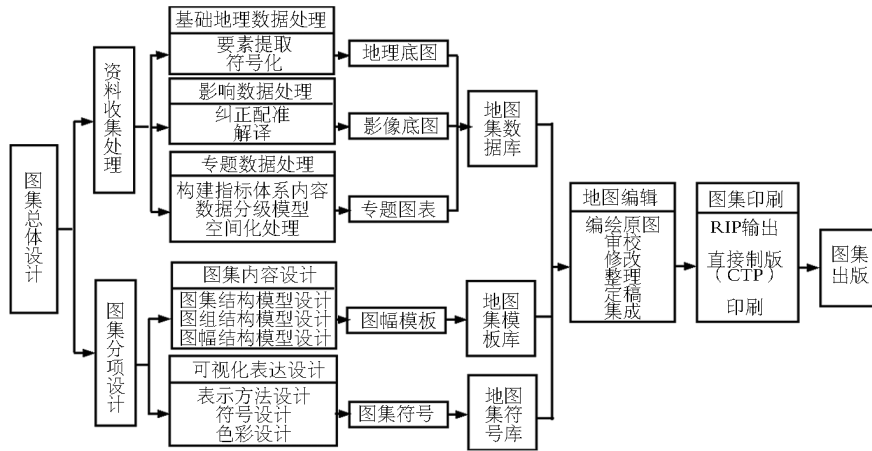 图集总体设计
资料收集处理
基础地理数据处理
要素提取
符号化
地理底图
影响数据处理
纠正配准
解译
影像底图
专题数据处理
构建指标体系内容
数据分级模型
空间化处理
专题图表
地图集数据库
图集分项设计
图集内容设计
图集结构模型设计
图组结构模型设计
图幅结构模型设计
图幅模板
地图集模板库
可视化表达设计
表示方法设计
符号设计
色彩设计
图集符号
地图集符号库
地图编辑
编绘原图
审校
修改
整理
定稿
集成
图集印刷
RIP输出
直接制版
(CTP)
印刷
图集出版